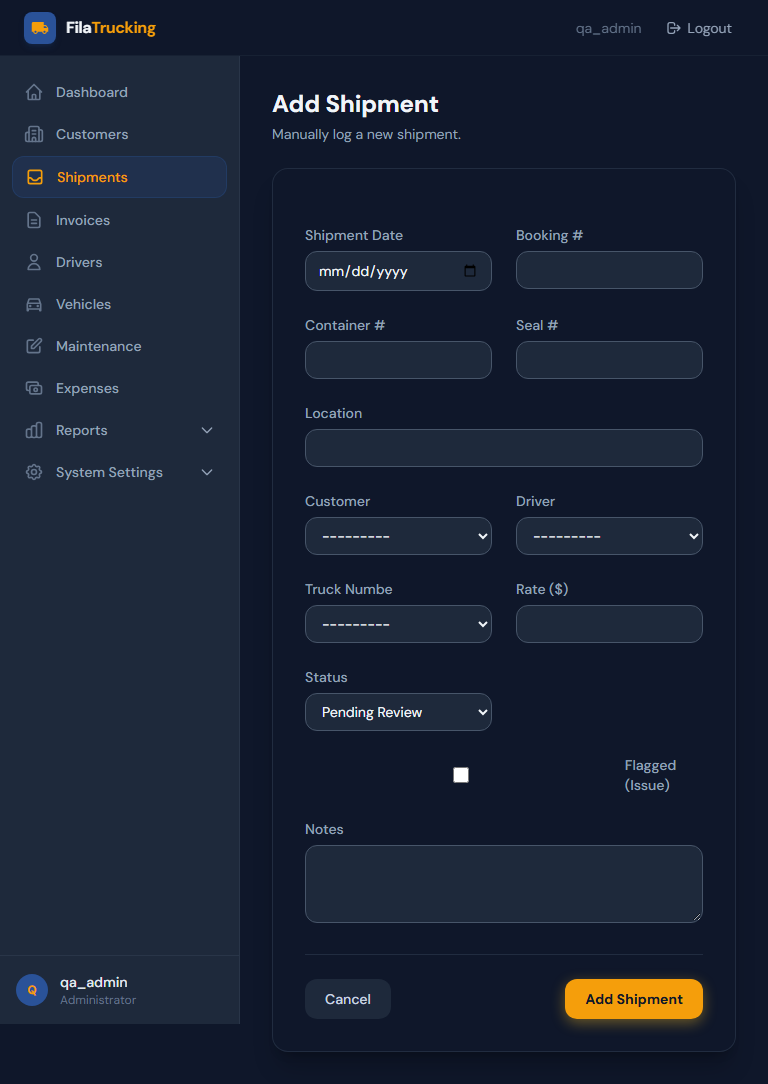 FilaTrucking
qa_admin
Logout
Dashboard
Customers
Shipments
Invoices
Drivers
Vehicles
Maintenance
Expenses
Reports
System Settings
qa_admin
Administrator
Q
Add Shipment
Manually log a new shipment.
Shipment Date
Booking #
mm/dd/yyyy
Container #
Seal #
Location
Customer
Driver
---------
---------
Truck Numbe
Rate ($)
---------
Status
Pending Review
Flagged
(Issue)
Notes
Cancel
Add Shipment